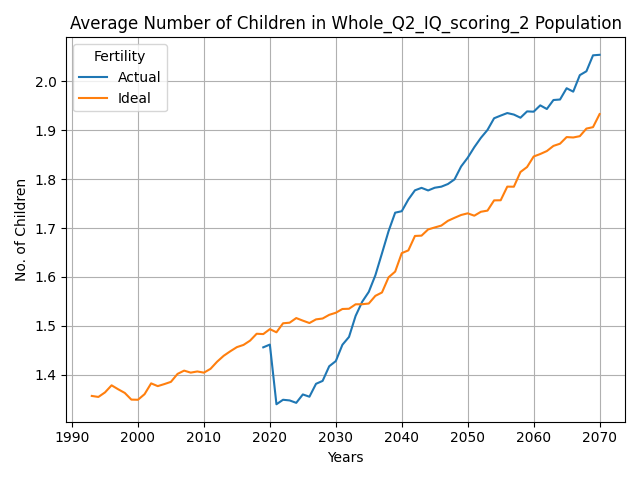 Average Number of Children in Whole_Q2_IQ_scoring_2 Population
Fertility
Actual
Ideal
No. of Children
2.0
1.9
1.8
1.7
1.6
1.5
1.4
1990 2000 2010 2020 2030 2040 2050 2060 2070
Years